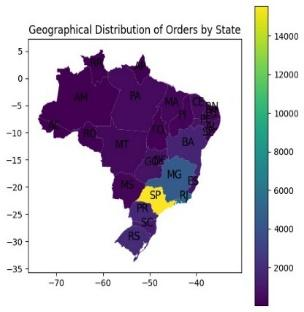 Geographical Distribution of Orders by State
5
0
−5
−10
−15
−20
−25
−30
−35
−70
−60
−50
−40
AM
PA
MA
CE
RN
PI
AC
RO
TO
MT
BA
GO
MG
MS
ES
SP
RJ
PR
SC
RS
14000
12000
10000
8000
6000
4000
2000